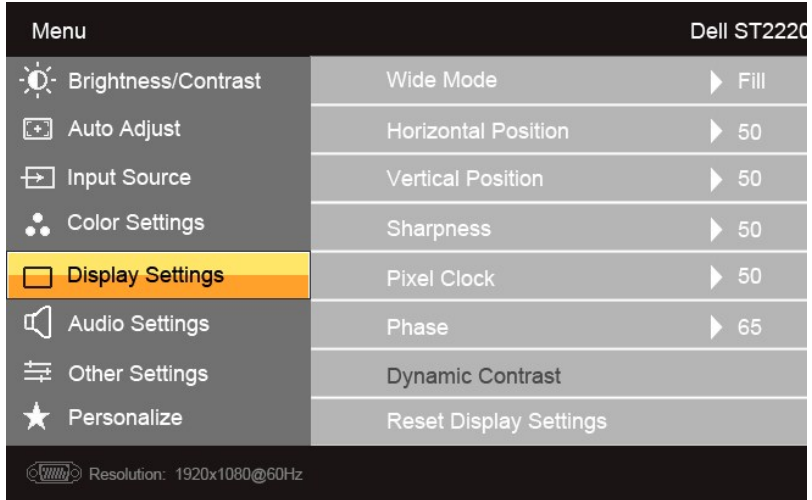 Menu Dell ST2220
Brightness/Contrast Wide Mode Fill
Auto Adjust Horizontal Position 50
Input Source Vertical Position 50
Color Settings Sharpness 50
Display Settings Pixel Clock 50
Audio Settings Phase 65
Other Settings Dynamic Contrast
Personalize Reset Display Settings
Resolution: 1920x1080@60Hz